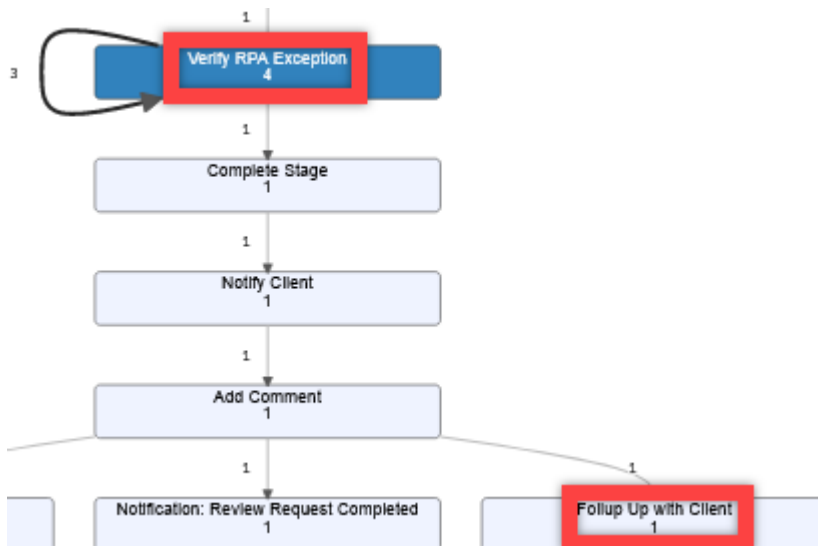 1
Verify RPA Exception
4
3
1
Complete Stage
1
1
Notify Client
1
1
Add Comment
1
1
1
Notification: Review Request Completed
1
Follup Up with Client
1